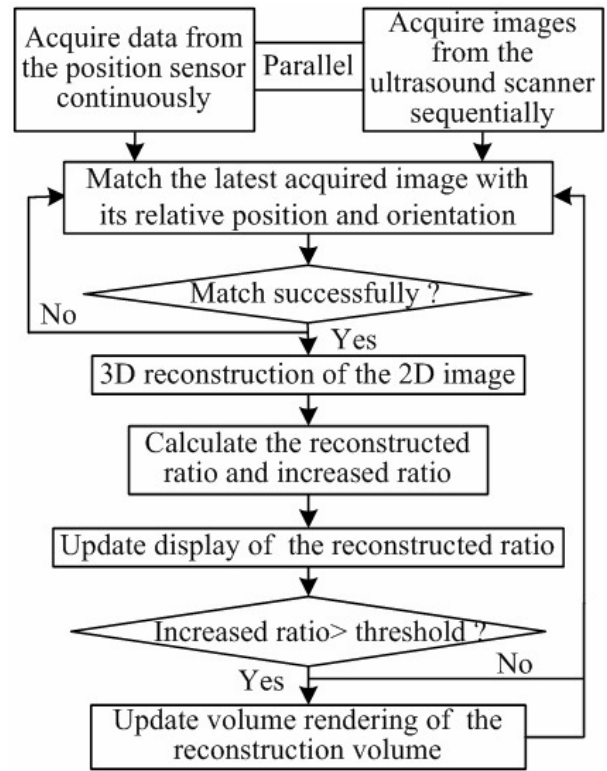 Acquire data from
the position sensor
continuously
Parallel
Acquire images
from the
ultrasound scanner
sequentially
Match the latest acquired image with
its relative position and orientation
Match successfully ?
No
Yes
3D reconstruction of the 2D image
Calculate the reconstructed
ratio and increased ratio
Update display of the reconstructed ratio
Increased ratio> threshold ?
No
Yes
Update volume rendering of the
reconstruction volume